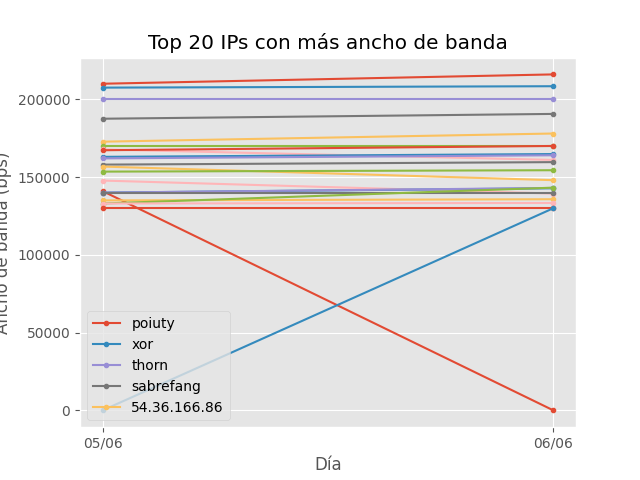 Top 20 IPs con más ancho de banda
Ancho de banda (bps)
200000
150000
100000
50000
0
poiuty
xor
thorn
sabrefang
54.36.166.86
05/06
06/06
Día